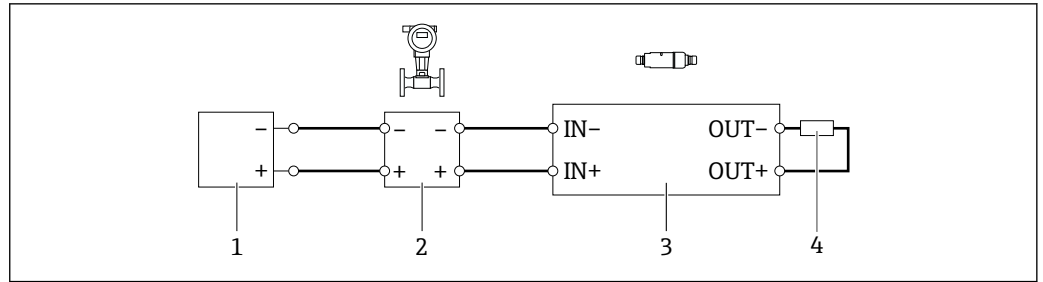 – – – IN– OUT–
+ + + IN+ OUT+
1 2 3 4